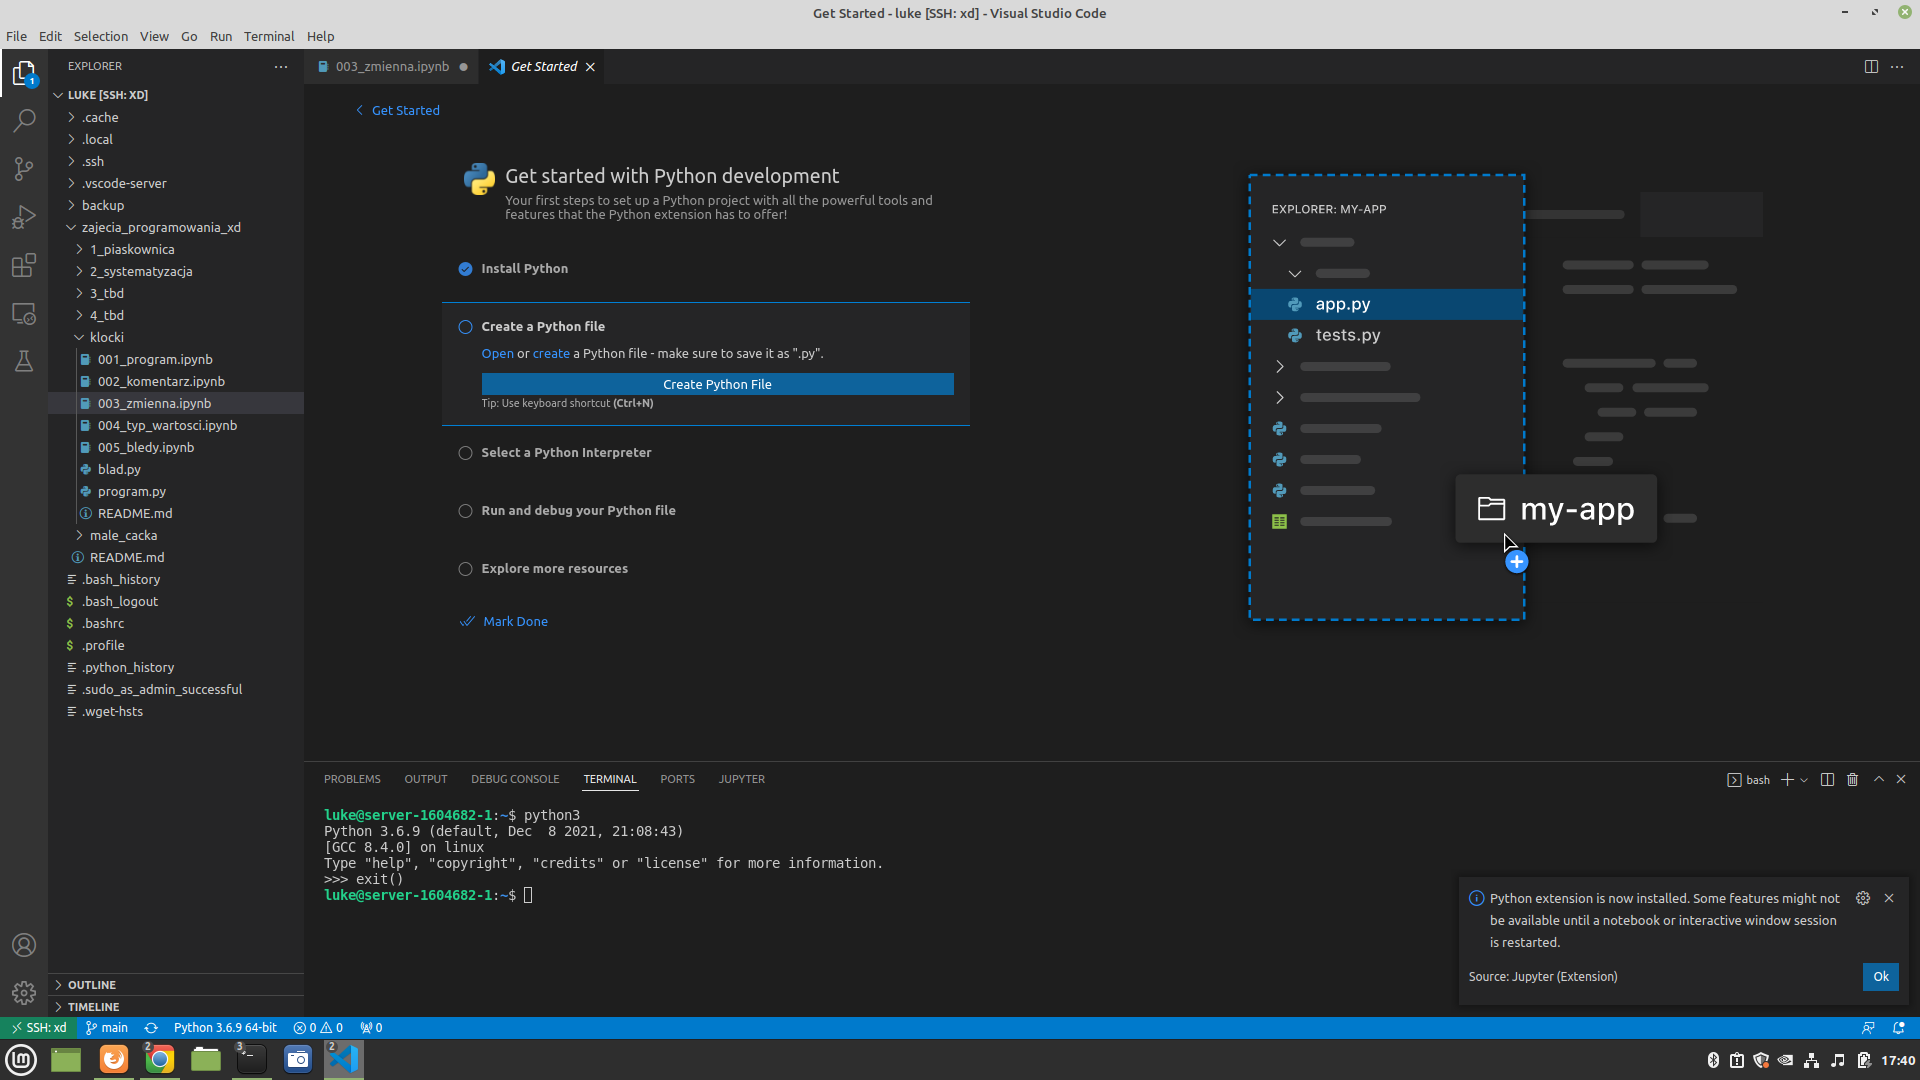 Get Started - luke [SSH: xd] - Visual Studio Code
File Edit Selection View Go Run Terminal Help
EXPLORER
003_zmienna.ipynb
Get Started
1
LUKE [SSH: XD]
.cache
.local
.ssh
.vscode-server
backup
zajecia_programowania_xd
1_piaskownica
2_systematyzacja
3_tbd
4_tbd
klocki
001_program.ipynb
002_komentarz.ipynb
003_zmienna.ipynb
004_typ_wartosci.ipynb
005_bledy.ipynb
blad.py
program.py
README.md
male_cacka
README.md
.bash_history
$ .bash_logout
$ .bashrc
$ .profile
.python_history
.sudo_as_admin_successful
.wget-hsts
OUTLINE
TIMELINE
Get Started
Get started with Python development
Your first steps to set up a Python project with all the powerful tools and
features that the Python extension has to offer!
Install Python
Create a Python file
Open or create a Python file - make sure to save it as ".py".
Create Python File
Tip: Use keyboard shortcut (Ctrl+N)
Select a Python Interpreter
Run and debug your Python file
Explore more resources
Mark Done
EXPLORER: MY-APP
app.py
tests.py
my-app
PROBLEMS OUTPUT DEBUG CONSOLE TERMINAL PORTS JUPYTER
bash
luke@server-1604682-1:~$ python3
Python 3.6.9 (default, Dec  8 2021, 21:08:43)
[GCC 8.4.0] on linux
Type "help", "copyright", "credits" or "license" for more information.
>>> exit()
luke@server-1604682-1:~$
Python extension is now installed. Some features might not
be available until a notebook or interactive window session
is restarted.
Source: Jupyter (Extension)
Ok
SSH: xd main Python 3.6.9 64-bit 0 0 0
2 3 2
17:40